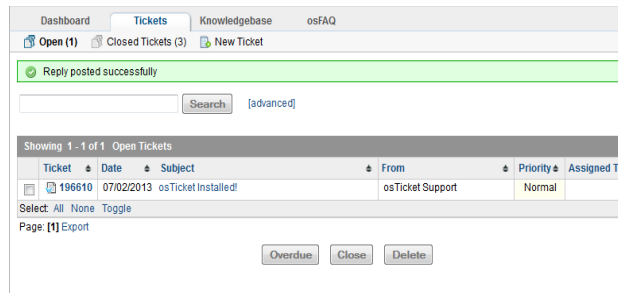 Dashboard Tickets Knowledgebase osFAQ
Open (1) Closed Tickets (3) New Ticket
Reply posted successfully
Search [advanced]
Showing 1 - 1 of 1 Open Tickets
Ticket Date Subject From Priority Assigned T
196610 07/02/2013 osTicket Installed! osTicket Support Normal
Select: All None Toggle
Page: [1] Export
Overdue Close Delete